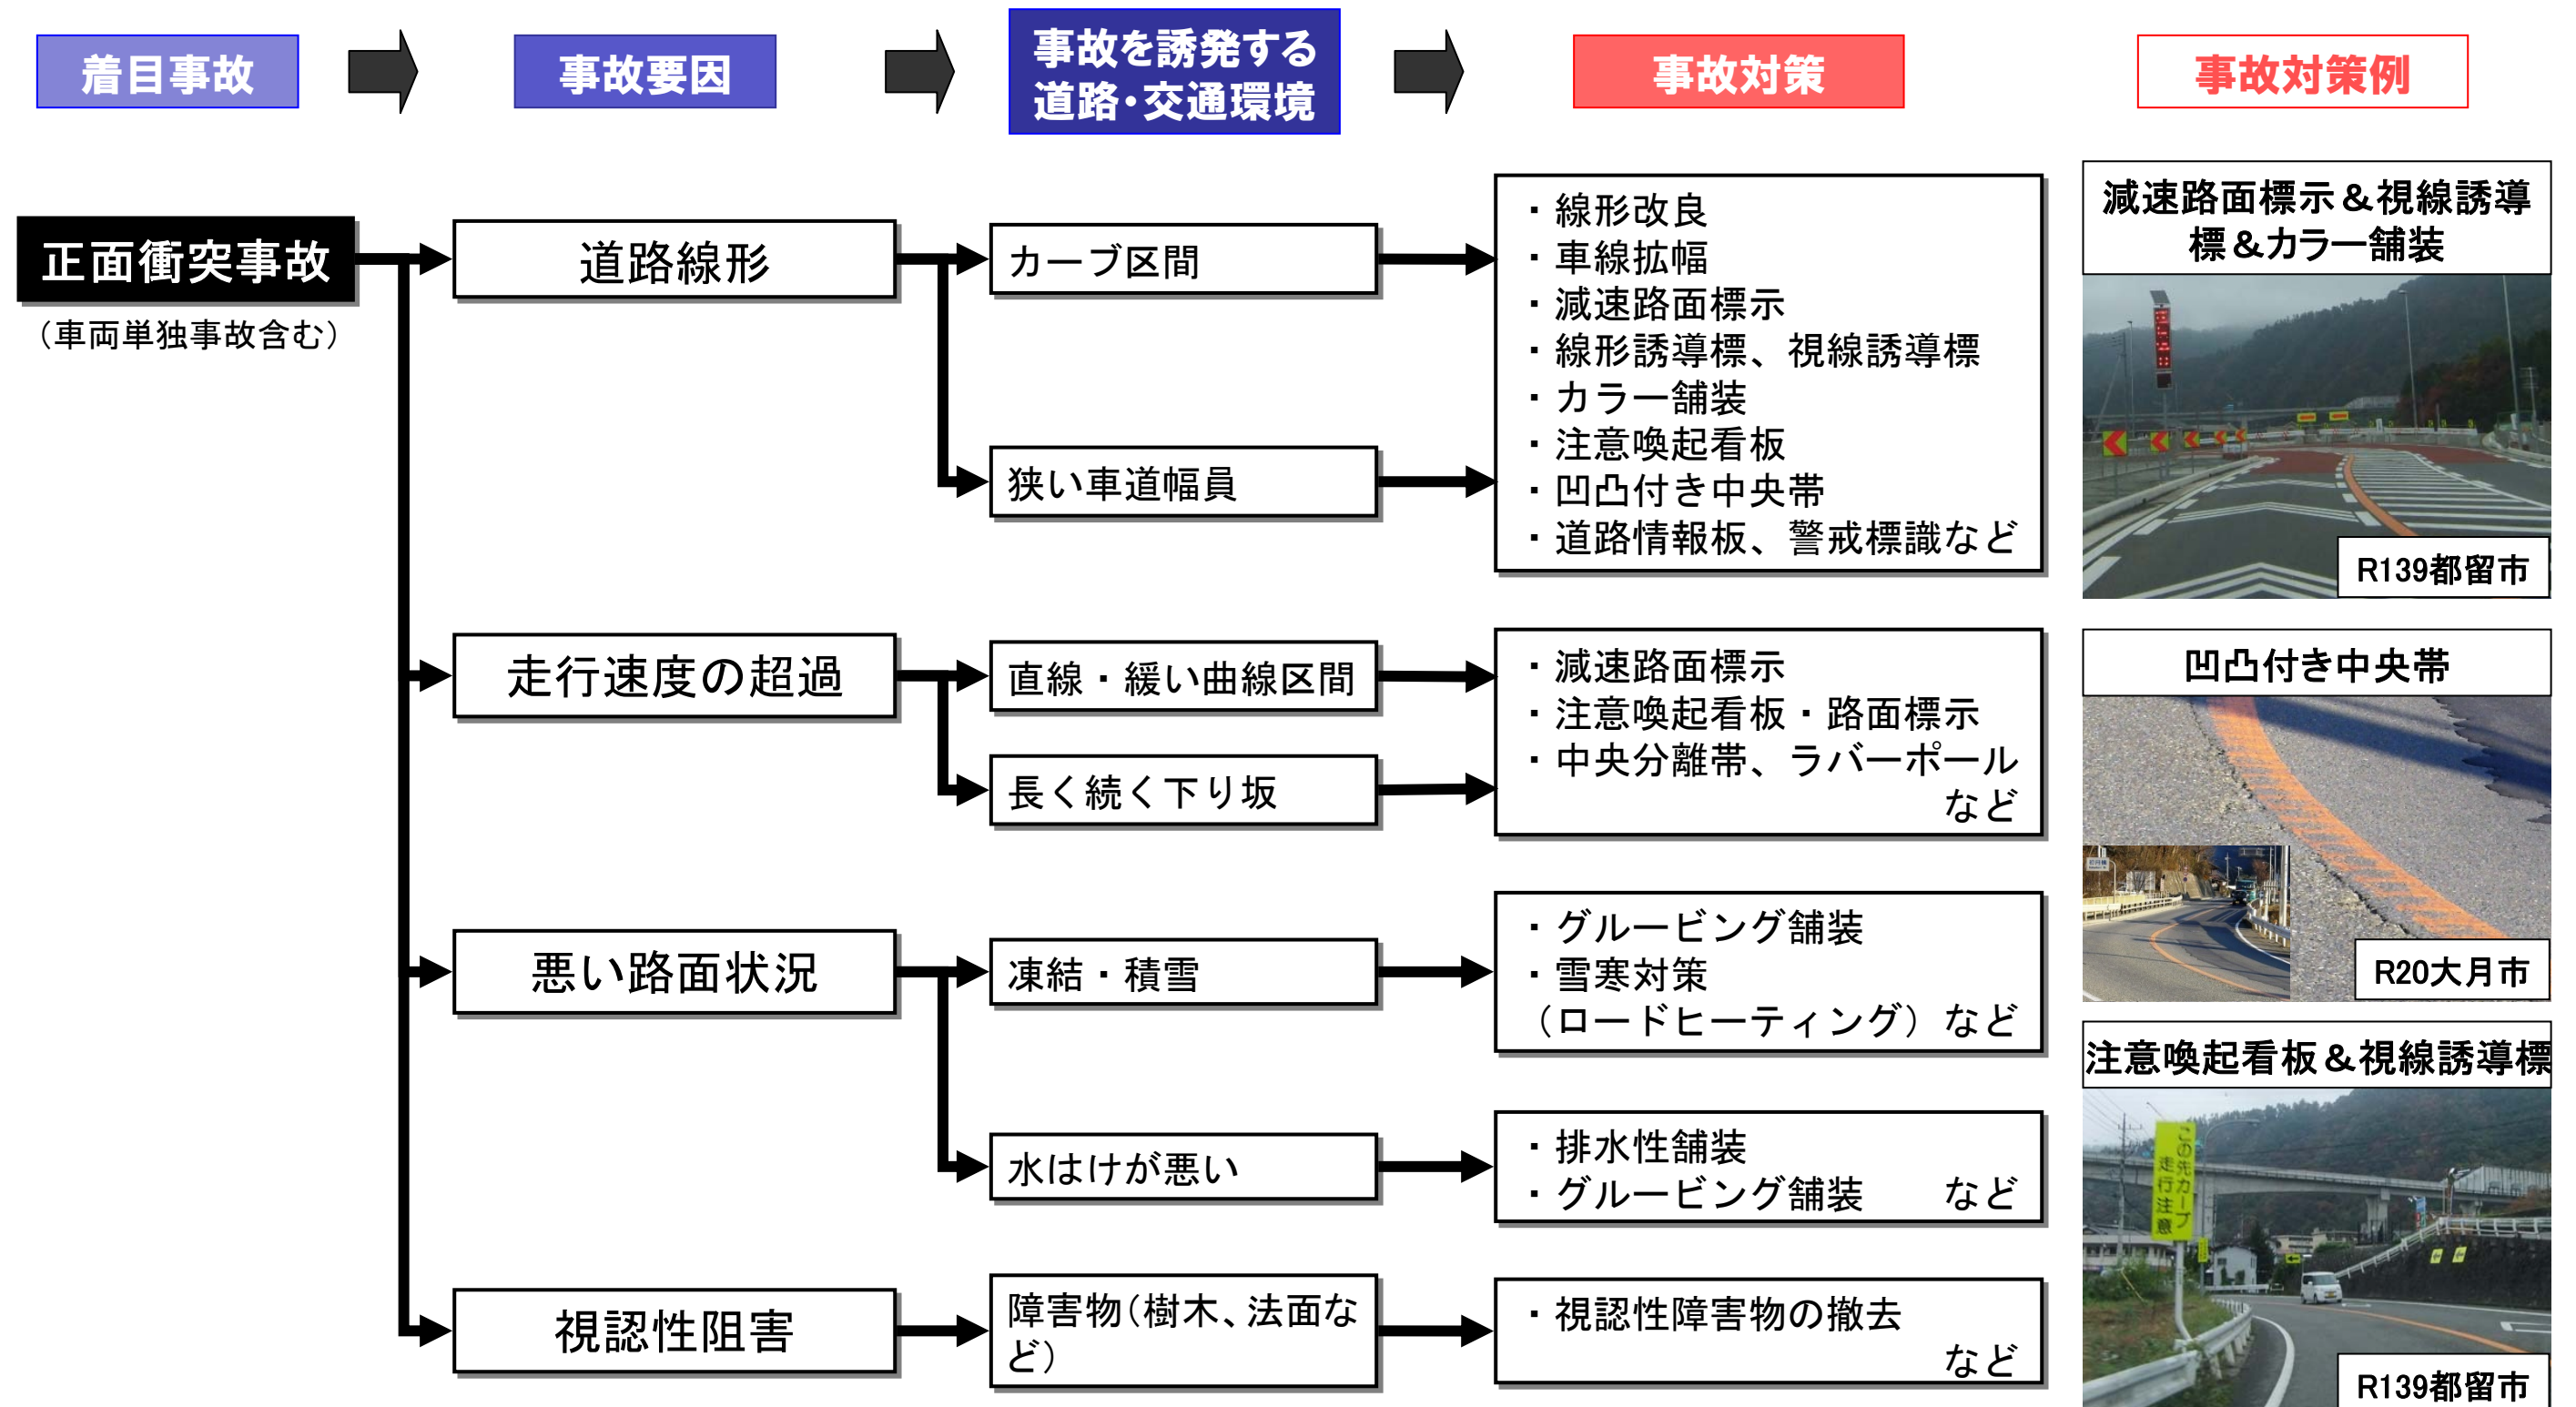 着目事故
事故要因
事故を誘発する
道路・交通環境
事故対策
事故対策例
正面衝突事故
（車両単独事故含む）
道路線形
カーブ区間
狭い車道幅員
・線形改良
・車線拡幅
・減速路面標示
・線形誘導標、視線誘導標
・カラー舗装
・注意喚起看板
・凹凸付き中央帯
・道路情報板、警戒標識など
走行速度の超過
直線・緩い曲線区間
長く続く下り坂
・減速路面標示
・注意喚起看板・路面標示
・中央分離帯、ラバーポール
など
悪い路面状況
凍結・積雪
・グルービング舗装
・雪寒対策
（ロードヒーティング）など
水はけが悪い
・排水性舗装
・グルービング舗装　　など
視認性阻害
障害物（樹木、法面な
ど）
・視認性障害物の撤去
など
減速路面標示＆視線誘導
標＆カラー舗装
R139都留市
凹凸付き中央帯
R20大月市
注意喚起看板＆視線誘導標
この先カーブ
走行注意
R139都留市